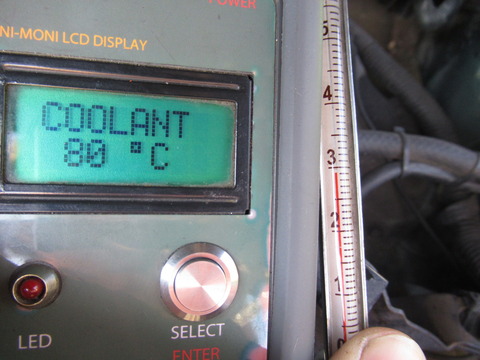 POWER
NI-MONI LCD DISPLAY
COOLANT
80 °C
SELECT
LED
ENTER
5
4
3
2
1
0